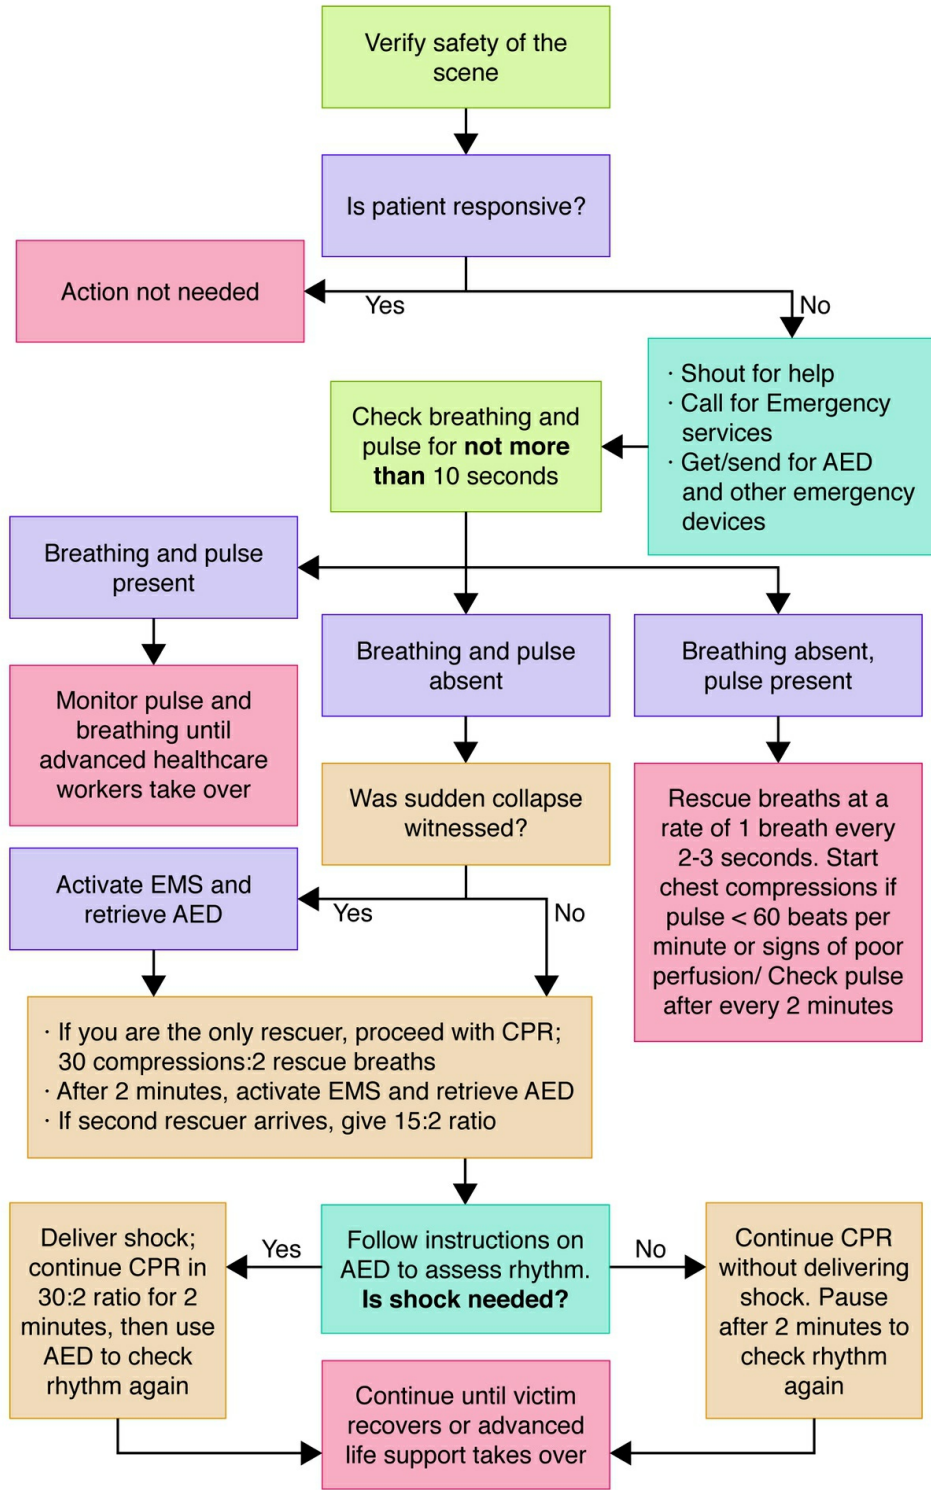 Verify safety of the
scene
Is patient responsive?
Action not needed
Yes
No
· Shout for help
· Call for Emergency
services
· Get/send for AED
and other emergency
devices
Check breathing and
pulse for not more
than 10 seconds
Breathing and pulse
present
Breathing and pulse
absent
Breathing absent,
pulse present
Monitor pulse and
breathing until
advanced healthcare
workers take over
Was sudden collapse
witnessed?
Rescue breaths at a
rate of 1 breath every
2-3 seconds. Start
chest compressions if
pulse < 60 beats per
minute or signs of poor
perfusion/ Check pulse
after every 2 minutes
Activate EMS and
retrieve AED
Yes
No
· If you are the only rescuer, proceed with CPR;
30 compressions:2 rescue breaths
· After 2 minutes, activate EMS and retrieve AED
· If second rescuer arrives, give 15:2 ratio
Deliver shock;
continue CPR in
30:2 ratio for 2
minutes, then use
AED to check
rhythm again
Yes
Follow instructions on
AED to assess rhythm.
Is shock needed?
No
Continue CPR
without delivering
shock. Pause
after 2 minutes to
check rhythm
again
Continue until victim
recovers or advanced
life support takes over